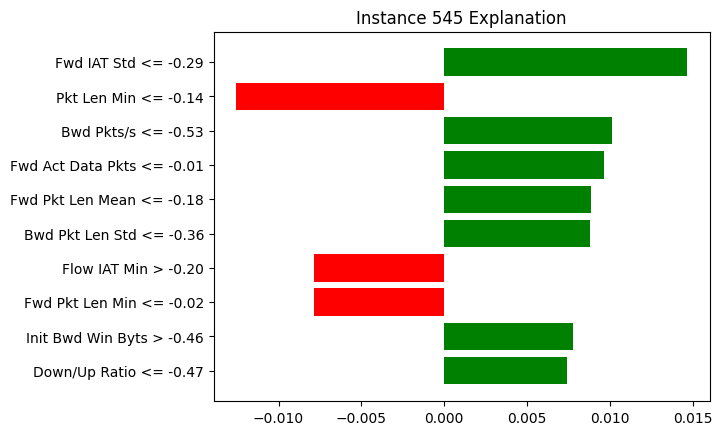 Instance 545 Explanation
Fwd IAT Std <= -0.29
Pkt Len Min <= -0.14
Bwd Pkts/s <= -0.53
Fwd Act Data Pkts <= -0.01
Fwd Pkt Len Mean <= -0.18
Bwd Pkt Len Std <= -0.36
Flow IAT Min > -0.20
Fwd Pkt Len Min <= -0.02
Init Bwd Win Byts > -0.46
Down/Up Ratio <= -0.47
−0.010 −0.005 0.000 0.005 0.010 0.015